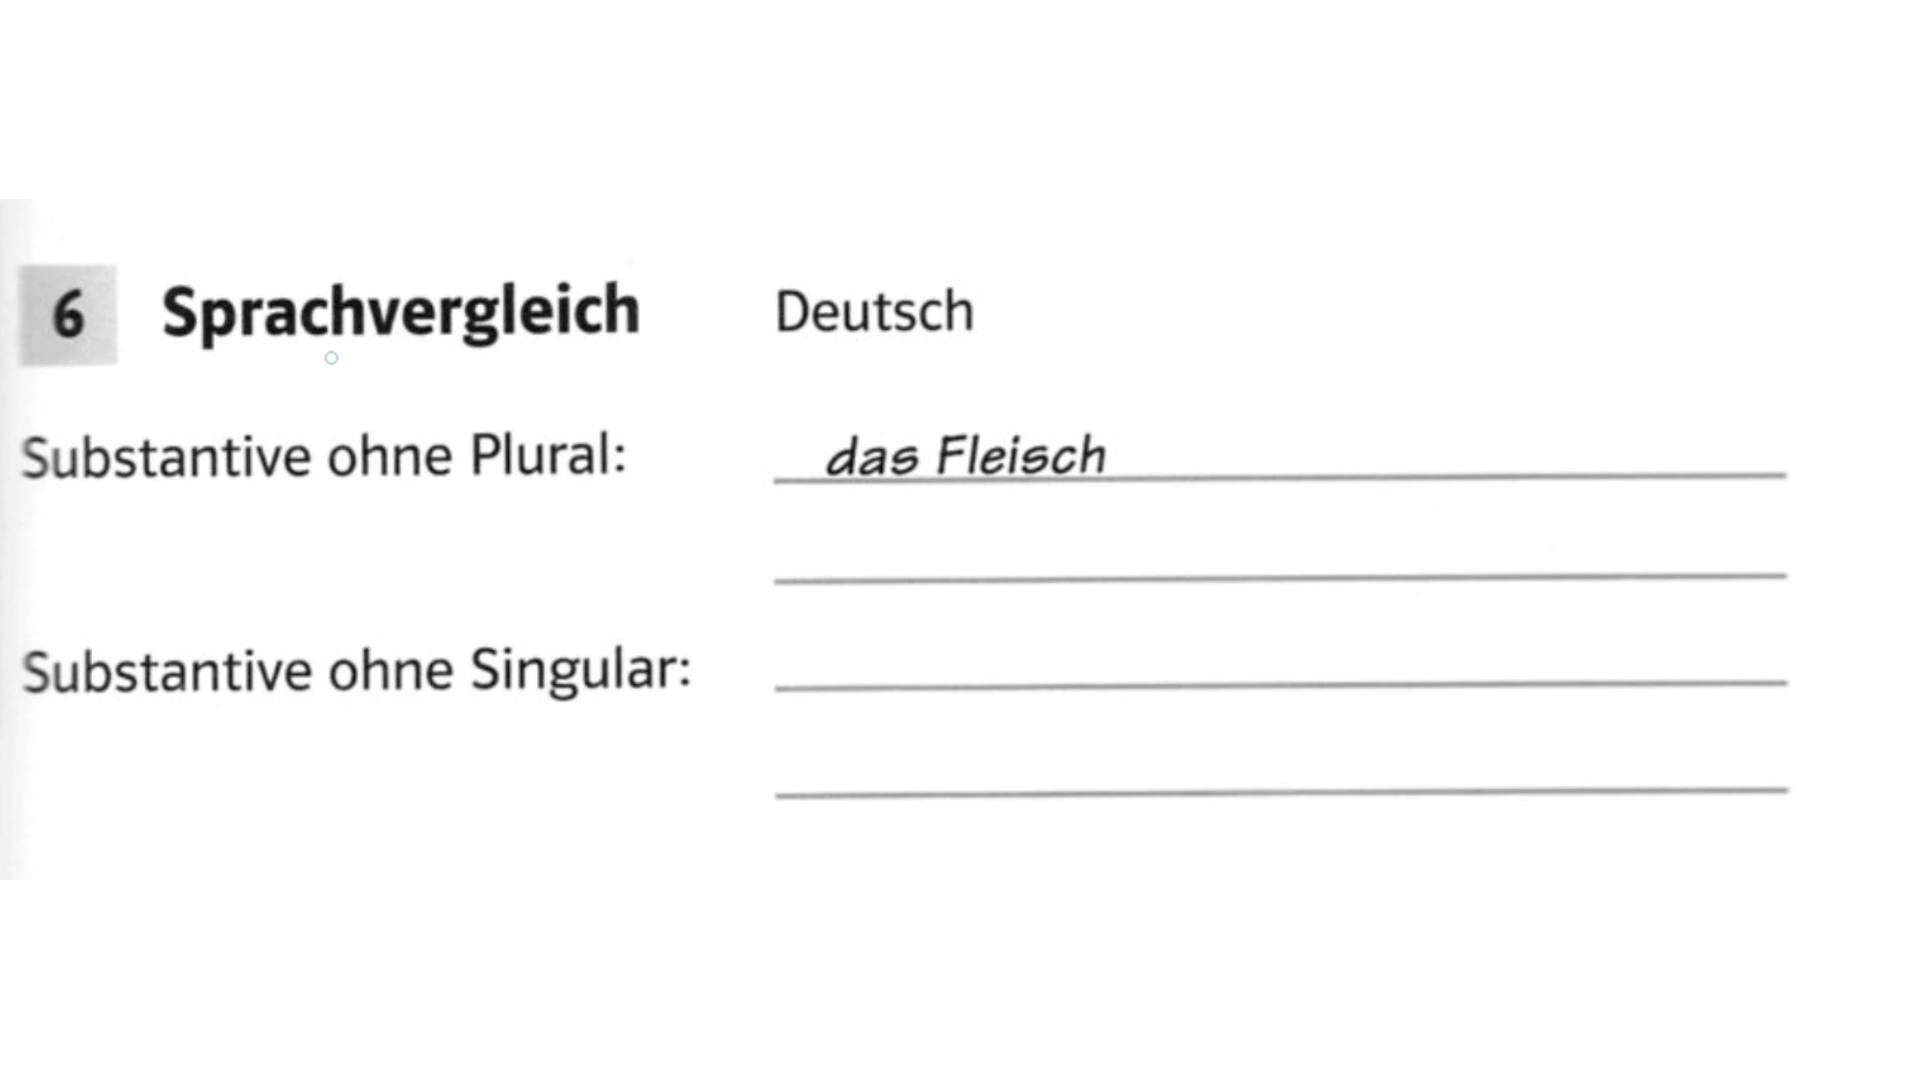 6 Sprachvergleich Deutsch
Substantive ohne Plural: das Fleisch
Substantive ohne Singular: